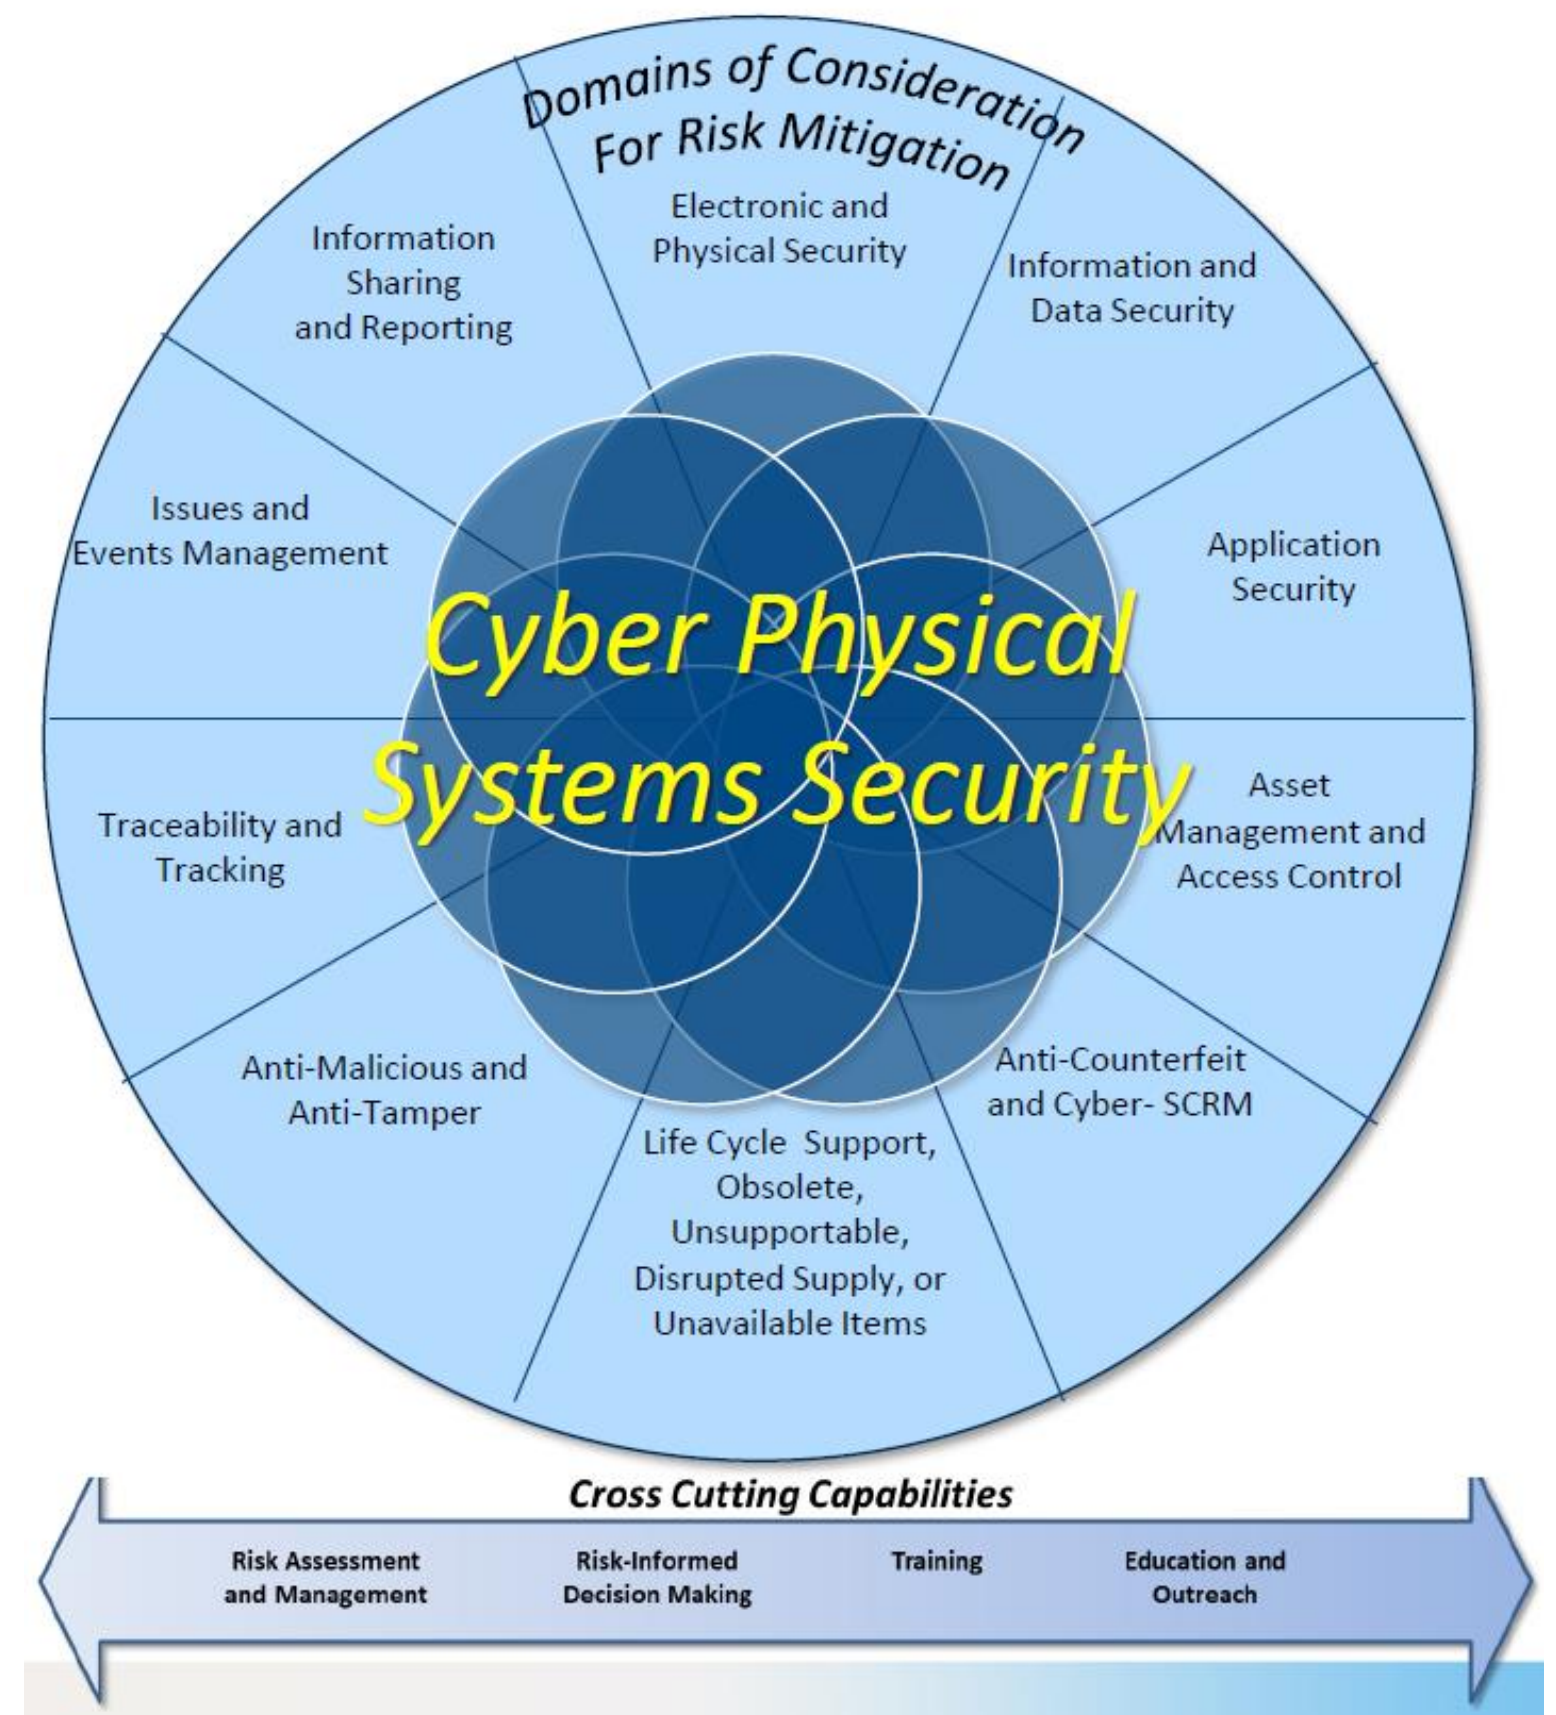 Domains of Consideration
For Risk Mitigation
Electronic and
Physical Security
Information and
Data Security
Application
Security
Asset
Management and
Access Control
Anti-Counterfeit
and Cyber- SCRM
Life Cycle  Support,
Obsolete,
Unsupportable,
Disrupted Supply, or
Unavailable Items
Anti-Malicious and
Anti-Tamper
Traceability and
Tracking
Issues and
Events Management
Information
Sharing
and Reporting
Cyber Physical
Systems Security
Cross Cutting Capabilities
Risk Assessment
and Management
Risk-Informed
Decision Making
Training
Education and
Outreach